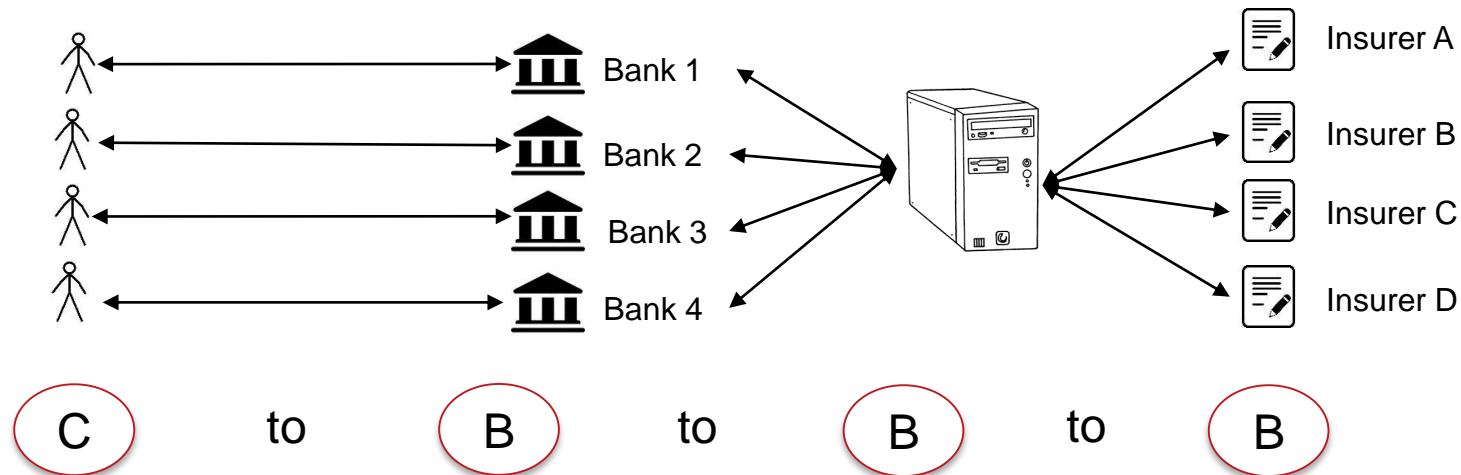 Insurer A
Bank 1
Insurer B
Bank 2
Insurer C
Bank 3
Insurer D
Bank 4
C to B to B to B